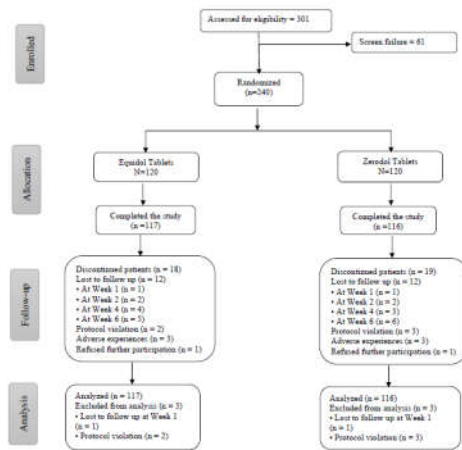 Enrolled
Assessed for eligibility = 301
Screen failure = 61
Randomized
(n=240)
Allocation
Equidol Tablets
N=120
Zerodol Tablets
N=120
Completed the study
(n =117)
Completed the study
(n =116)
Follow-up
Discontinued patients (n = 18)
Lost to follow up (n = 12)
• At Week 1 (n = 1)
• At Week 2 (n = 2)
• At Week 4 (n = 4)
• At Week 6 (n = 5)
Protocol violation (n = 2)
Adverse experiences (n = 3)
Refused further participation (n = 1)
Discontinued patients (n = 19)
Lost to follow up (n = 12)
• At Week 1 (n = 1)
• At Week 2 (n = 2)
• At Week 4 (n = 3)
• At Week 6 (n = 6)
Protocol violation (n = 3)
Adverse experiences (n = 3)
Refused further participation (n = 1)
Analysis
Analyzed (n = 117)
Excluded from analysis (n = 3)
• Lost to follow up at Week 1
(n = 1)
• Protocol violation (n = 2)
Analyzed (n = 116)
Excluded from analysis (n = 3)
• Lost to follow up at Week 1
(n = 1)
• Protocol violation (n = 3)